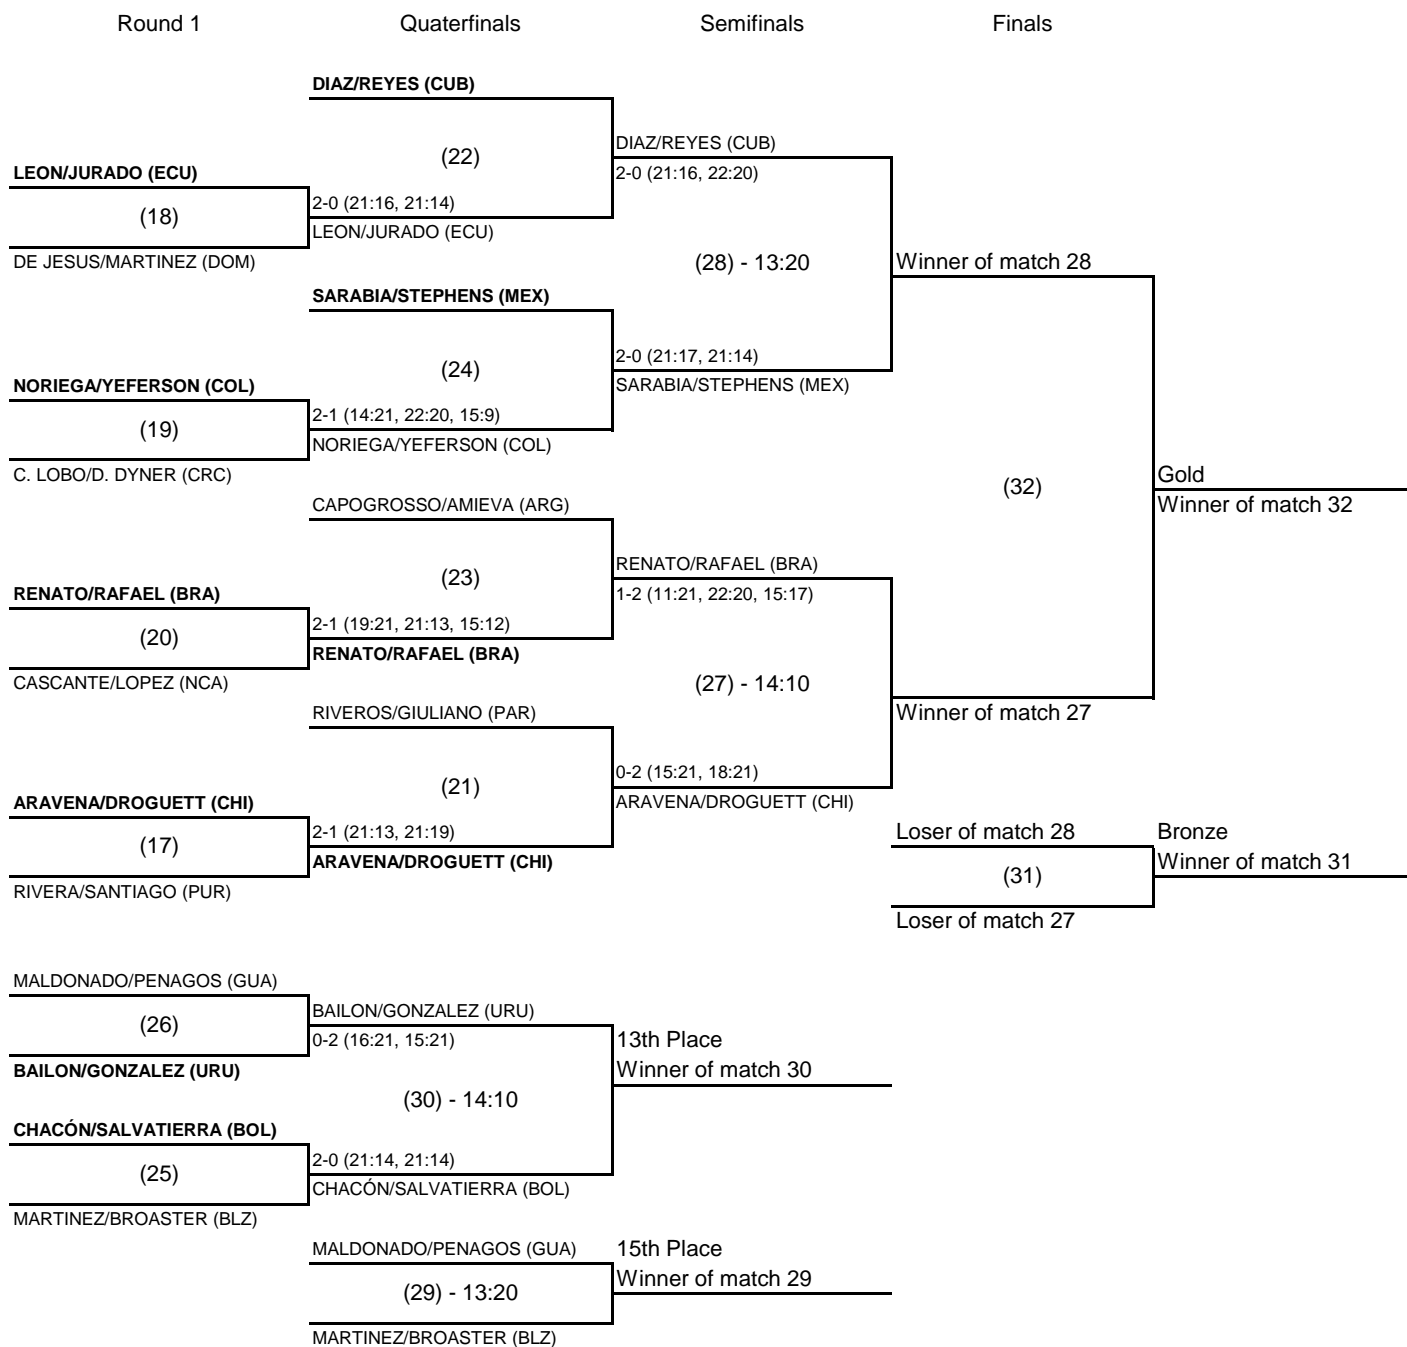 Round 1 Quaterfinals Semifinals Finals
DIAZ/REYES (CUB)
(22)
DIAZ/REYES (CUB)
2-0 (21:16, 22:20)
LEON/JURADO (ECU)
(18)
DE JESUS/MARTINEZ (DOM)
2-0 (21:16, 21:14)
LEON/JURADO (ECU)
(28) - 13:20
Winner of match 28
SARABIA/STEPHENS (MEX)
(24)
2-0 (21:17, 21:14)
SARABIA/STEPHENS (MEX)
NORIEGA/YEFERSON (COL)
(19)
C. LOBO/D. DYNER (CRC)
2-1 (14:21, 22:20, 15:9)
NORIEGA/YEFERSON (COL)
(32)
Gold
Winner of match 32
CAPOGROSSO/AMIEVA (ARG)
(23)
RENATO/RAFAEL (BRA)
1-2 (11:21, 22:20, 15:17)
RENATO/RAFAEL (BRA)
(20)
CASCANTE/LOPEZ (NCA)
2-1 (19:21, 21:13, 15:12)
RENATO/RAFAEL (BRA)
(27) - 14:10
Winner of match 27
RIVEROS/GIULIANO (PAR)
(21)
0-2 (15:21, 18:21)
ARAVENA/DROGUETT (CHI)
ARAVENA/DROGUETT (CHI)
(17)
RIVERA/SANTIAGO (PUR)
2-1 (21:13, 21:19)
ARAVENA/DROGUETT (CHI)
Loser of match 28
(31)
Loser of match 27
Bronze
Winner of match 31
MALDONADO/PENAGOS (GUA)
(26)
BAILON/GONZALEZ (URU)
BAILON/GONZALEZ (URU)
0-2 (16:21, 15:21)
(30) - 14:10
13th Place
Winner of match 30
CHACÓN/SALVATIERRA (BOL)
(25)
MARTINEZ/BROASTER (BLZ)
2-0 (21:14, 21:14)
CHACÓN/SALVATIERRA (BOL)
MALDONADO/PENAGOS (GUA)
(29) - 13:20
MARTINEZ/BROASTER (BLZ)
15th Place
Winner of match 29